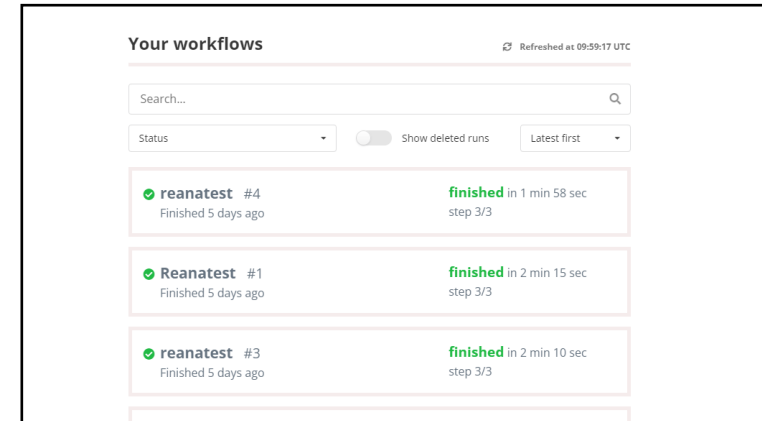 Your workflows
Refreshed at 09:59:17 UTC
Search...
Status
Show deleted runs
Latest first
reanatest #4
finished in 1 min 58 sec
Finished 5 days ago
step 3/3
Reanatest #1
finished in 2 min 15 sec
Finished 5 days ago
step 3/3
reanatest #3
finished in 2 min 10 sec
Finished 5 days ago
step 3/3